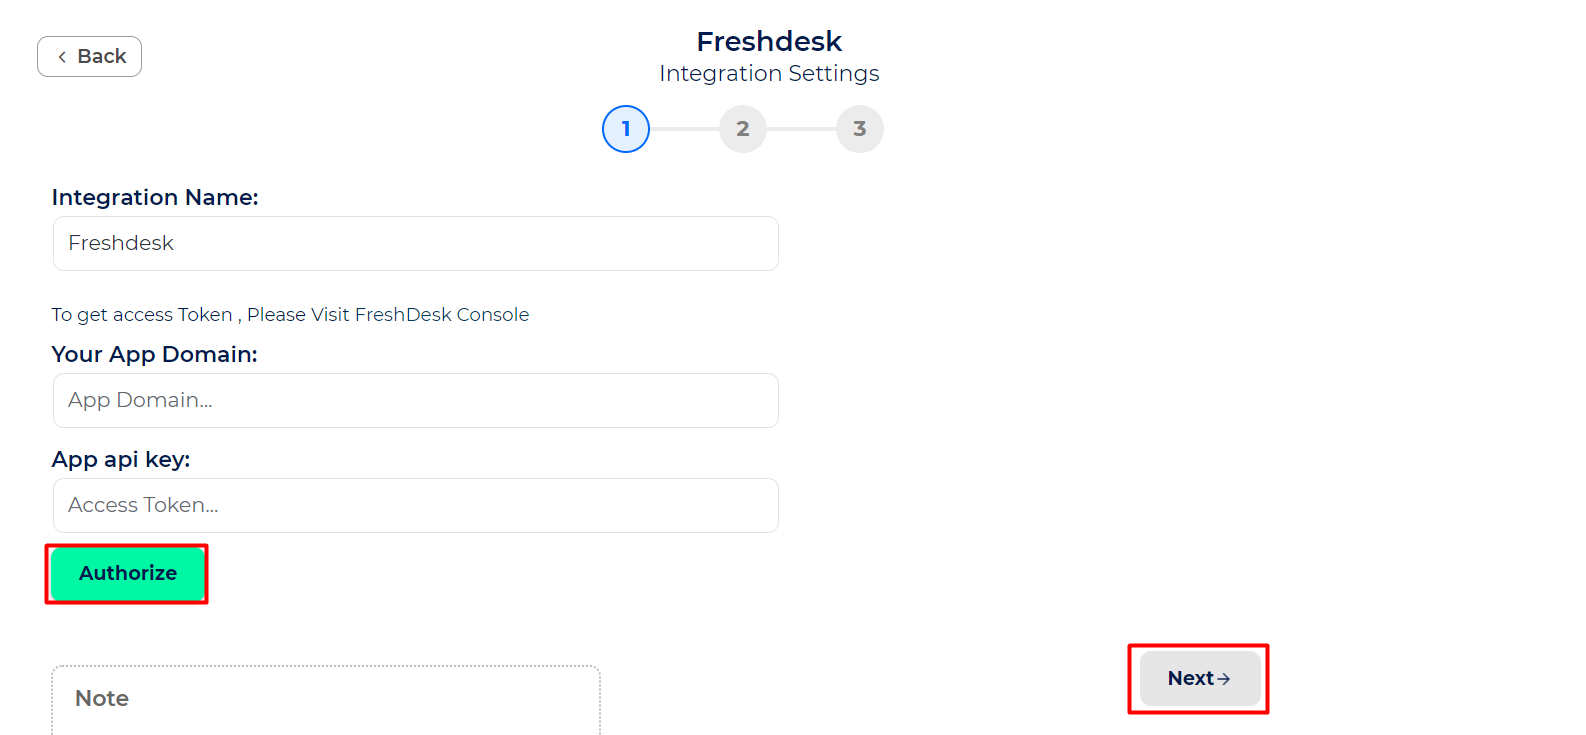 Back
Freshdesk
Integration Settings
1 2 3
Integration Name:
Freshdesk
To get access Token , Please Visit FreshDesk Console
Your App Domain:
App Domain...
App api key:
Access Token...
Authorize
Next→
Note